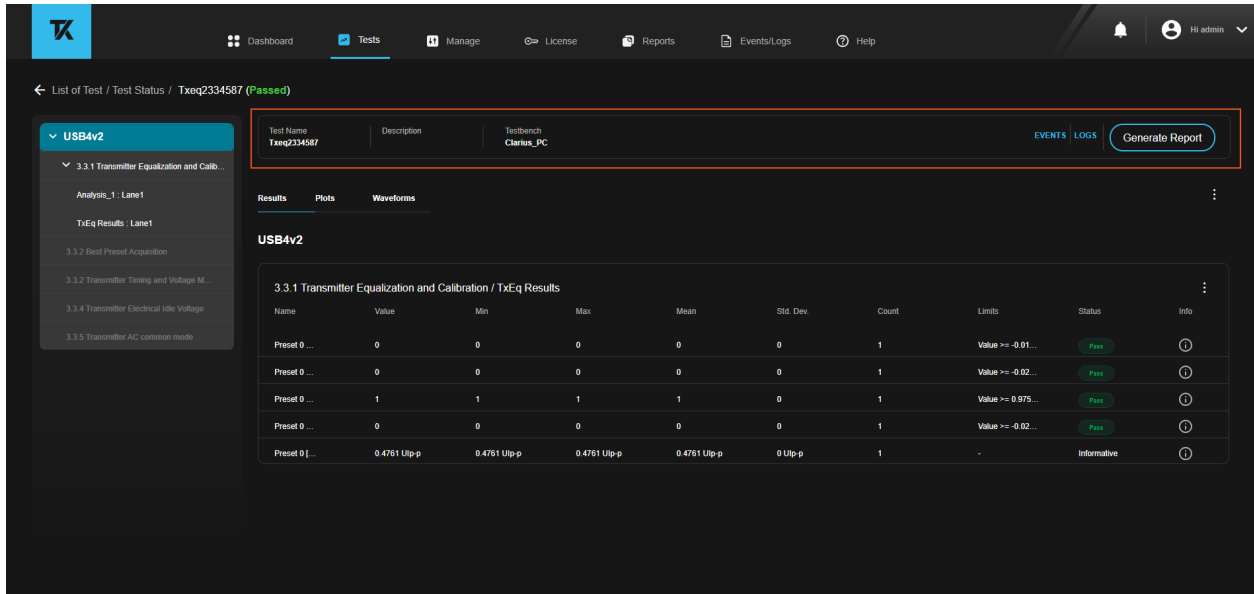 TK
Dashboard Tests Manage License Reports Events/Logs Help Hi admin
List of Test / Test Status / Txeq2334587 (Passed)
USB4v2
3.3.1 Transmitter Equalization and Calib...
Analysis_1 : Lane1
TxEq Results : Lane1
3.3.2 Best Preset Acquisition
3.3.2 Transmitter Timing and Voltage M...
3.3.4 Transmitter Electrical Idle Voltage
3.3.5 Transmitter AC common mode
Test Name Description Testbench
Txeq2334587 Clarius_PC
EVENTS LOGS Generate Report
Results Plots Waveforms
USB4v2
3.3.1 Transmitter Equalization and Calibration / TxEq Results
Name Value Min Max Mean Std. Dev. Count Limits Status Info
Preset 0 ... 0 0 0 0 0 1 Value >= -0.01... Pass
Preset 0 ... 0 0 0 0 0 1 Value >= -0.02... Pass
Preset 0 ... 1 1 1 1 0 1 Value >= 0.975... Pass
Preset 0 ... 0 0 0 0 0 1 Value >= -0.02... Pass
Preset 0 [... 0.4761 UIp-p 0.4761 UIp-p 0.4761 UIp-p 0.4761 UIp-p 0 UIp-p 1 - Informative